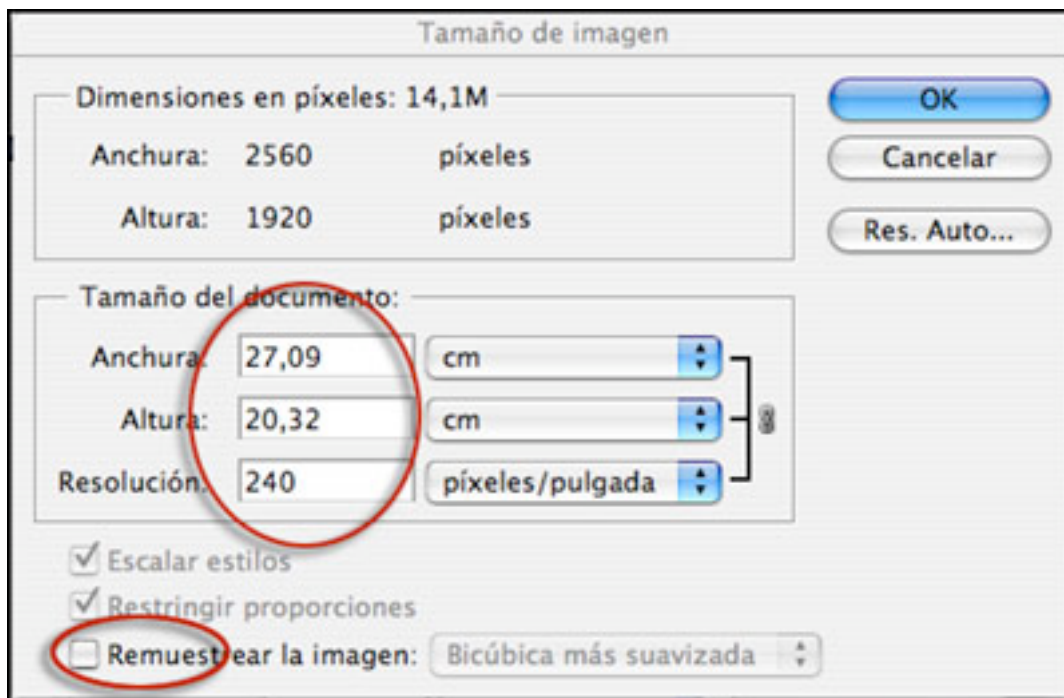 Tamaño de imagen
Dimensiones en píxeles: 14,1M
OK
Anchura: 2560 píxeles
Cancelar
Altura: 1920 píxeles
Res. Auto...
Tamaño del documento:
Anchura: 27,09 cm
Altura: 20,32 cm
Resolución: 240 píxeles/pulgada
Escalar estilos
Restringir proporciones
Remuestrear la imagen: Bicúbica más suavizada